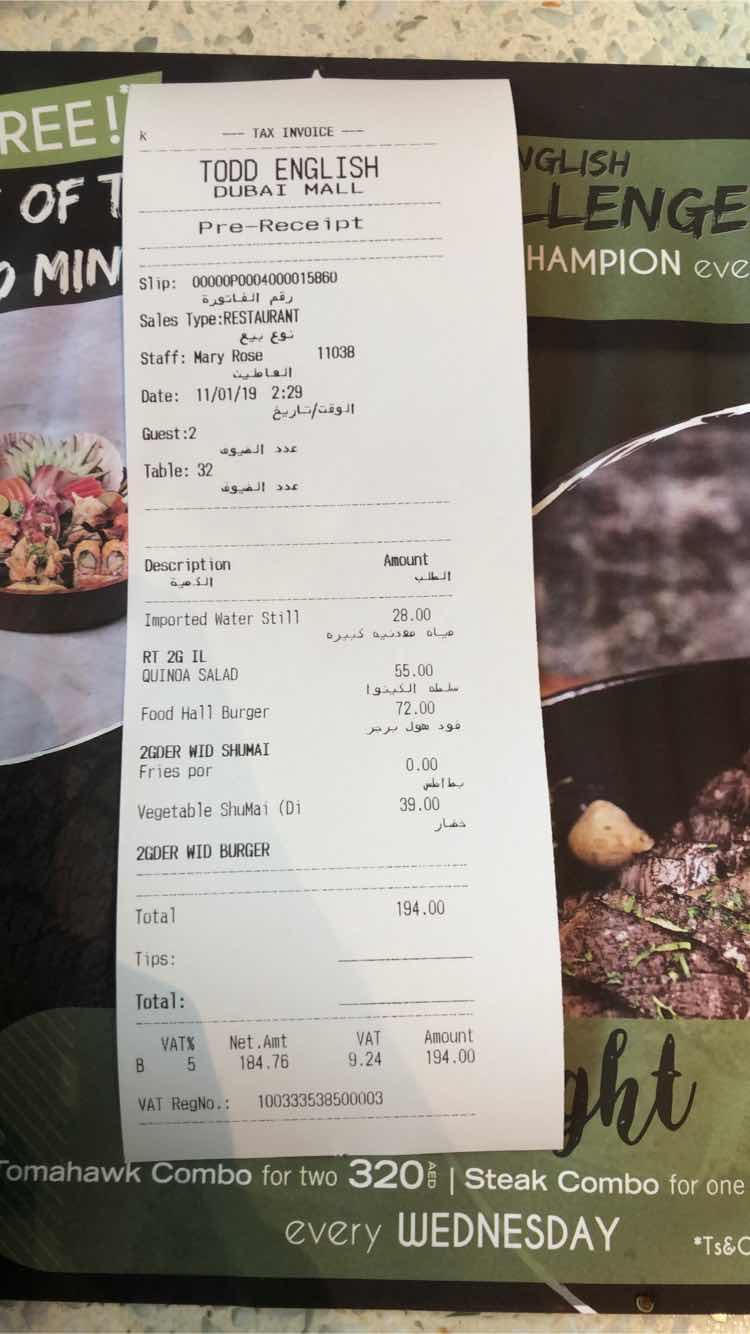 REE!*
OF T
0 MIN
NGLISH
LLENGE
HAMPION eve
k --- TAX INVOICE ---
TODD ENGLISH
DUBAI MALL
Pre-Receipt
Slip: 00000P0004000015860
رقم الفاتورة
Sales Type:RESTAURANT
نوع بيع
Staff: Mary Rose 11038
العاملين
Date: 11/01/19 2:29
الوقت/تاريخ
Guest:2
عدد الضيوف
Table: 32
عدد الضيوف
Description Amount
الكمية الطلب
Imported Water Still 28.00
مياه معدنيه كبيره
RT 2G IL
QUINOA SALAD 55.00
سلطه الكينوا
Food Hall Burger 72.00
فود هول برجر
2GDER WID SHUMAI
Fries por 0.00
بطاطس
Vegetable ShuMai (Di 39.00
خضار
2GDER WID BURGER
Total 194.00
Tips:
Total:
VAT% Net.Amt VAT Amount
B 5 184.76 9.24 194.00
VAT RegNo.: 100333538500003
ght
Tomahawk Combo for two 320 AED | Steak Combo for one
every WEDNESDAY
*Ts&C